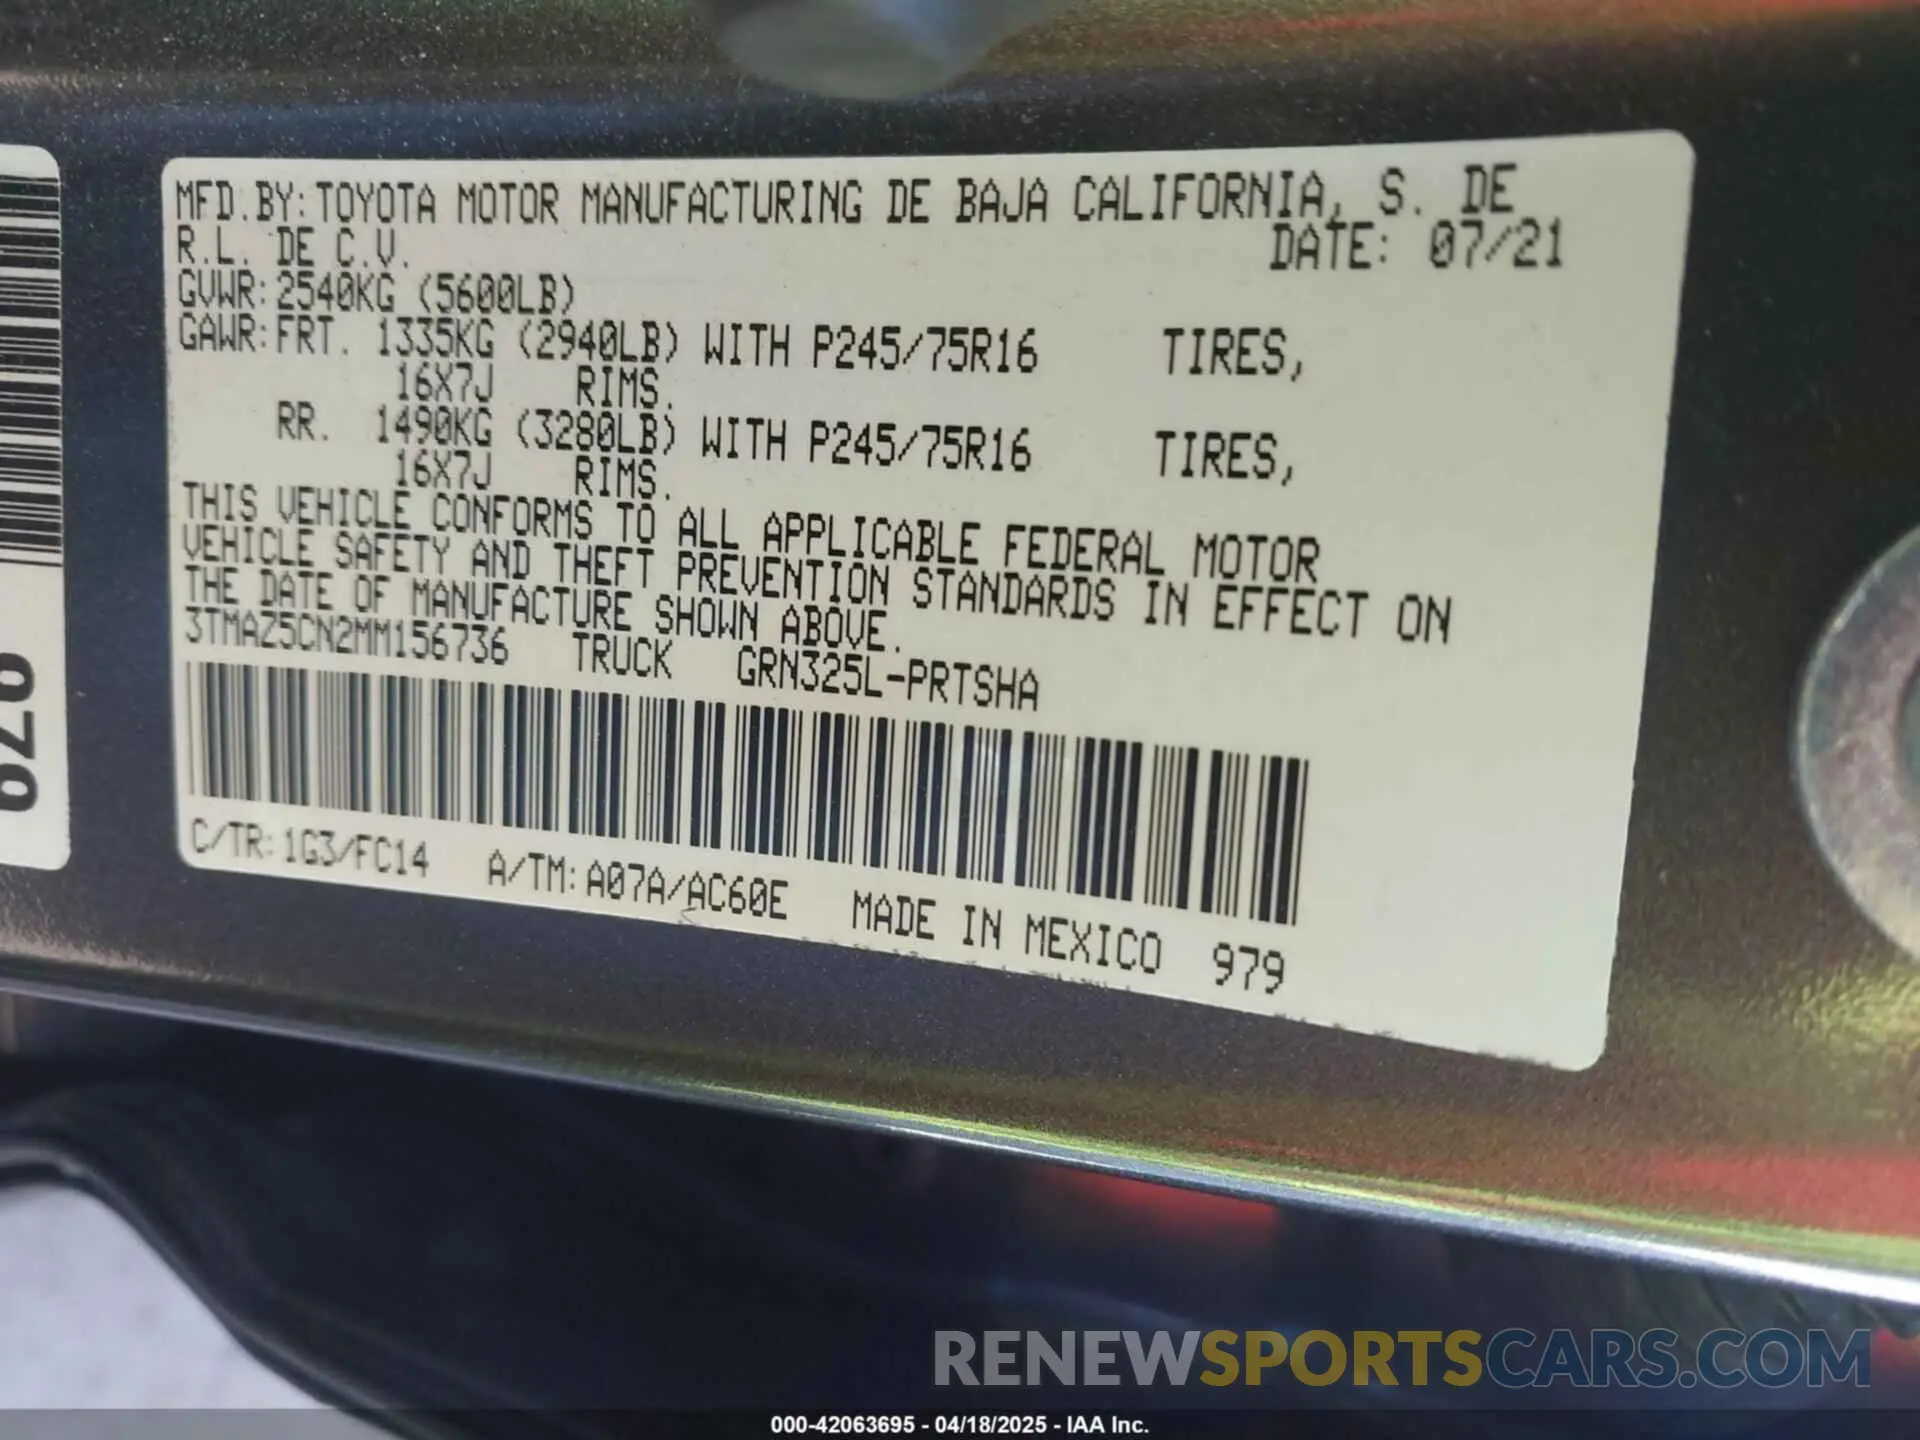 MFD.BY:TOYOTA MOTOR MANUFACTURING DE BAJA CALIFORNIA, S. DE
R.L. DE C.V. DATE: 07/21
GVWR:2540KG (5600LB)
GAWR:FRT. 1335KG (2940LB) WITH P245/75R16 TIRES,
16X7J RIMS.
RR. 1490KG (3280LB) WITH P245/75R16 TIRES,
16X7J RIMS.
THIS VEHICLE CONFORMS TO ALL APPLICABLE FEDERAL MOTOR
VEHICLE SAFETY AND THEFT PREVENTION STANDARDS IN EFFECT ON
THE DATE OF MANUFACTURE SHOWN ABOVE.
3TMAZ5CN2MM156736 TRUCK GRN325L-PRTSHA
C/TR:1G3/FC14 A/TM:A07A/AC60E MADE IN MEXICO 979
979
RENEWSPORTSCARS.COM
000-42063695 - 04/18/2025 - IAA Inc.